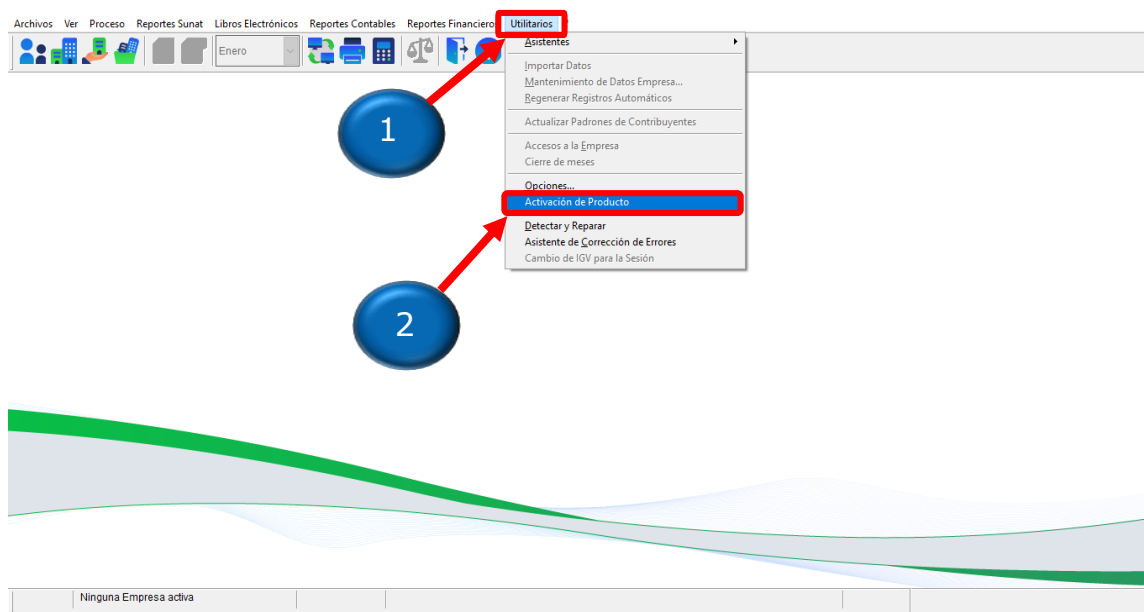 Archivos Ver Proceso Reportes Sunat Libros Electrónicos Reportes Contables Reportes Financiero Utilitarios
Enero
Asistentes
Importar Datos
Mantenimiento de Datos Empresa...
Regenerar Registros Automáticos
Actualizar Padrones de Contribuyentes
Accesos a la Empresa
Cierre de meses
Opciones...
Activación de Producto
Detectar y Reparar
Asistente de Corrección de Errores
Cambio de IGV para la Sesión
1
2
Ninguna Empresa activa